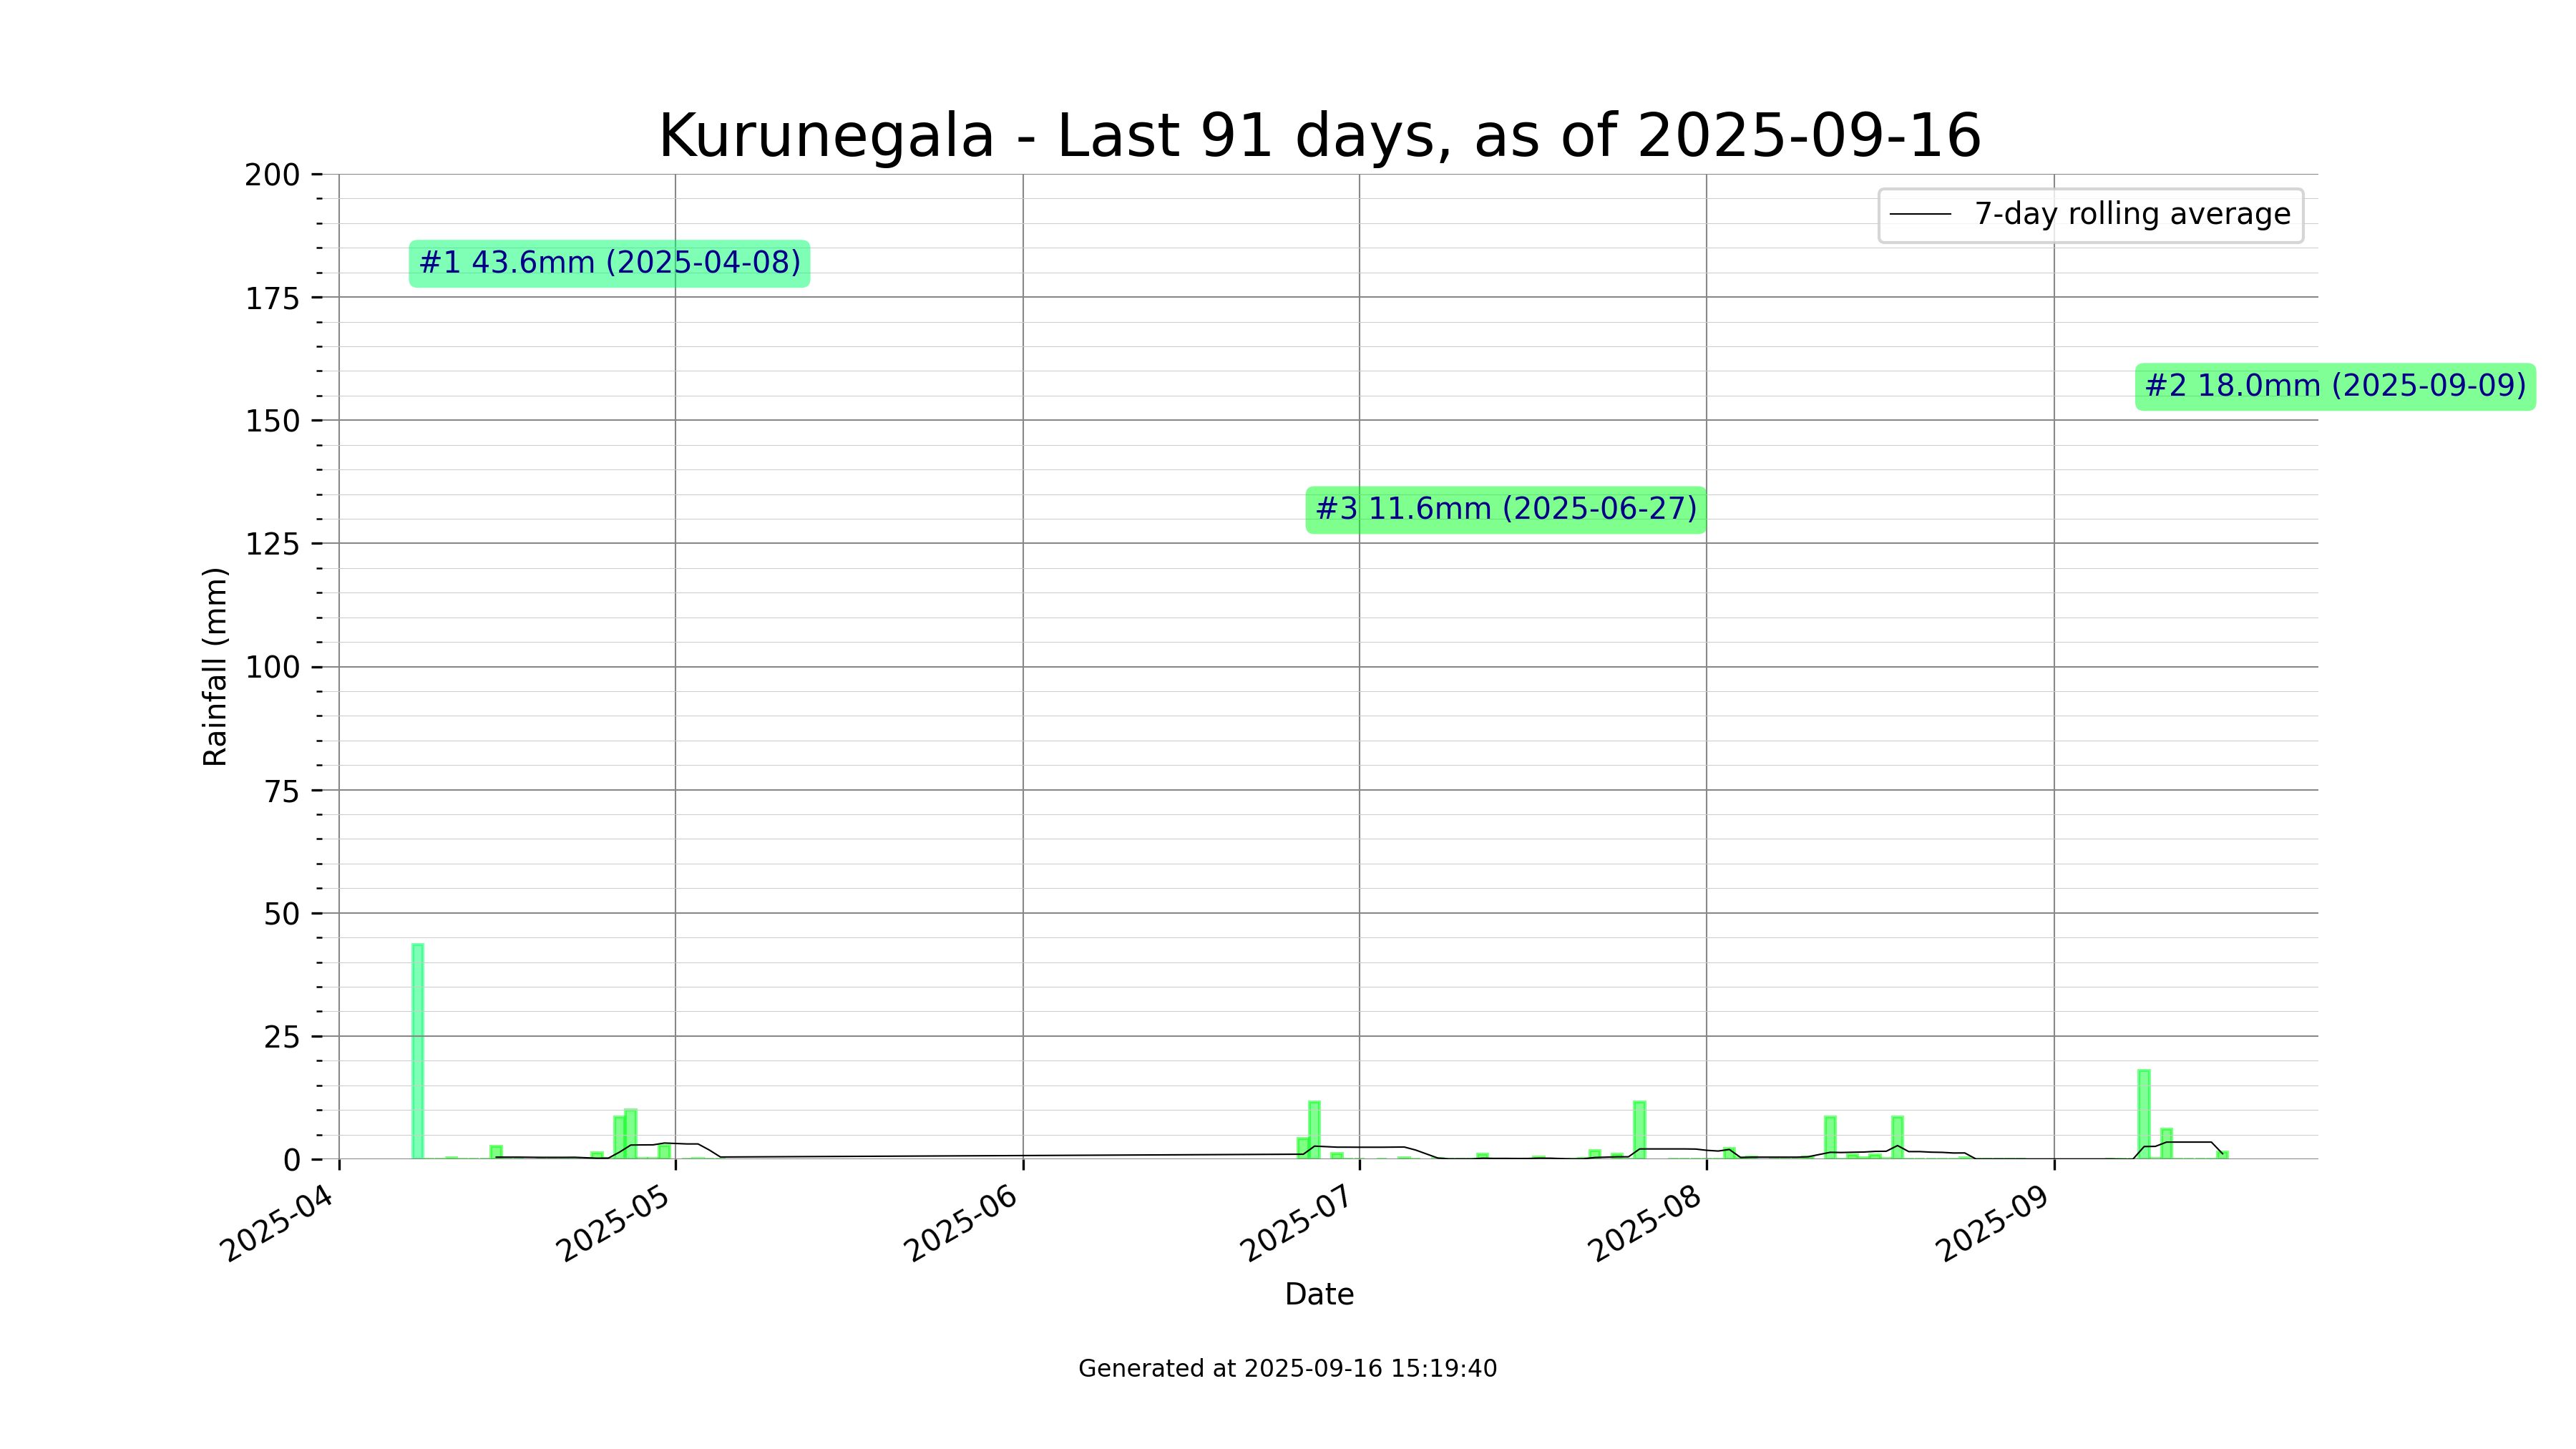 Kurunegala - Last 91 days, as of 2025-09-16
7-day rolling average
#1 43.6mm (2025-04-08)
#2 18.0mm (2025-09-09)
#3 11.6mm (2025-06-27)
Rainfall (mm)
200
175
150
125
100
75
50
25
0
2025-04
2025-05
2025-06
2025-07
2025-08
2025-09
Date
Generated at 2025-09-16 15:19:40